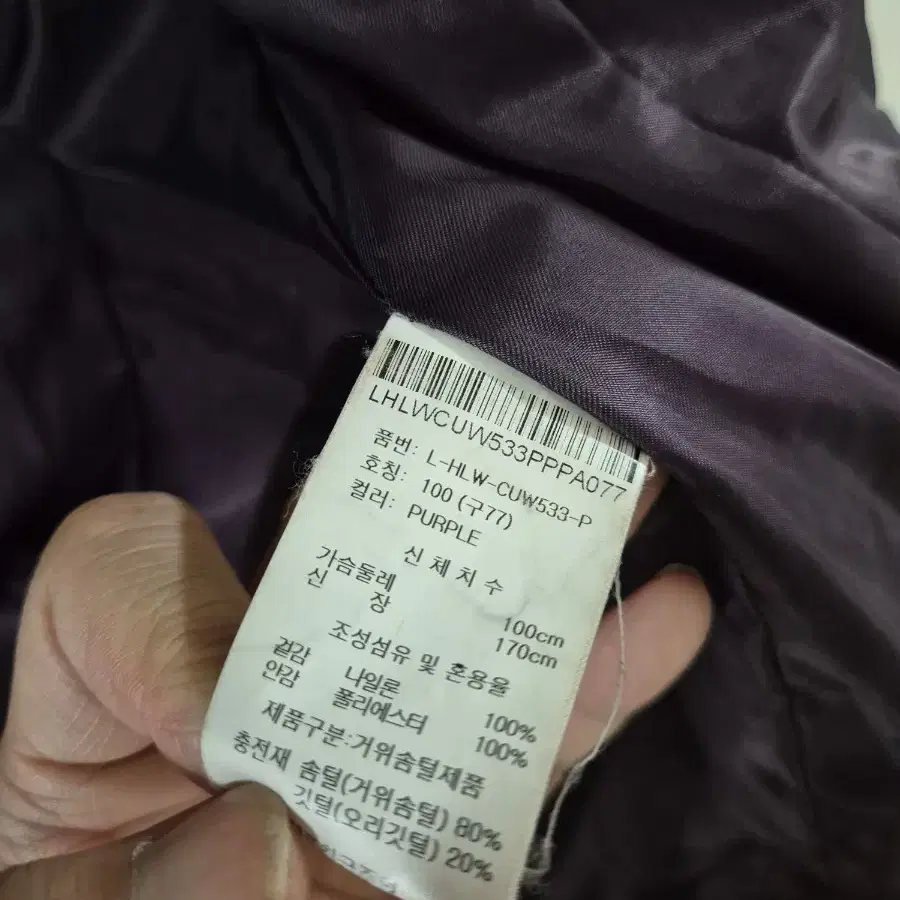 LHLWCUW533PPPA077
품번: L-HLW-CUW533-P
호칭: 100 (구77)
컬러: PURPLE
신 체 치 수
가슴둘레 100cm
신 장 170cm
조성섬유 및 혼용율
겉감 나일론 100%
안감 폴리에스터 100%
제품구분:거위솜털제품
충전재 솜털(거위솜털) 80%
깃털(오리깃털) 20%